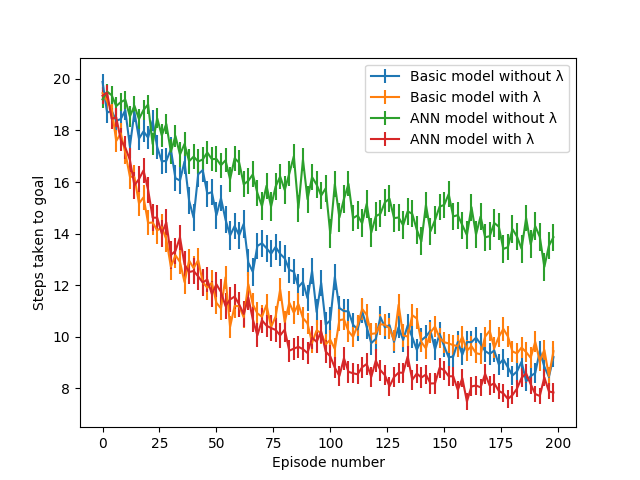 Basic model without λ
Basic model with λ
ANN model without λ
ANN model with λ
Steps taken to goal
20
18
16
14
12
10
8
0 25 50 75 100 125 150 175 200
Episode number